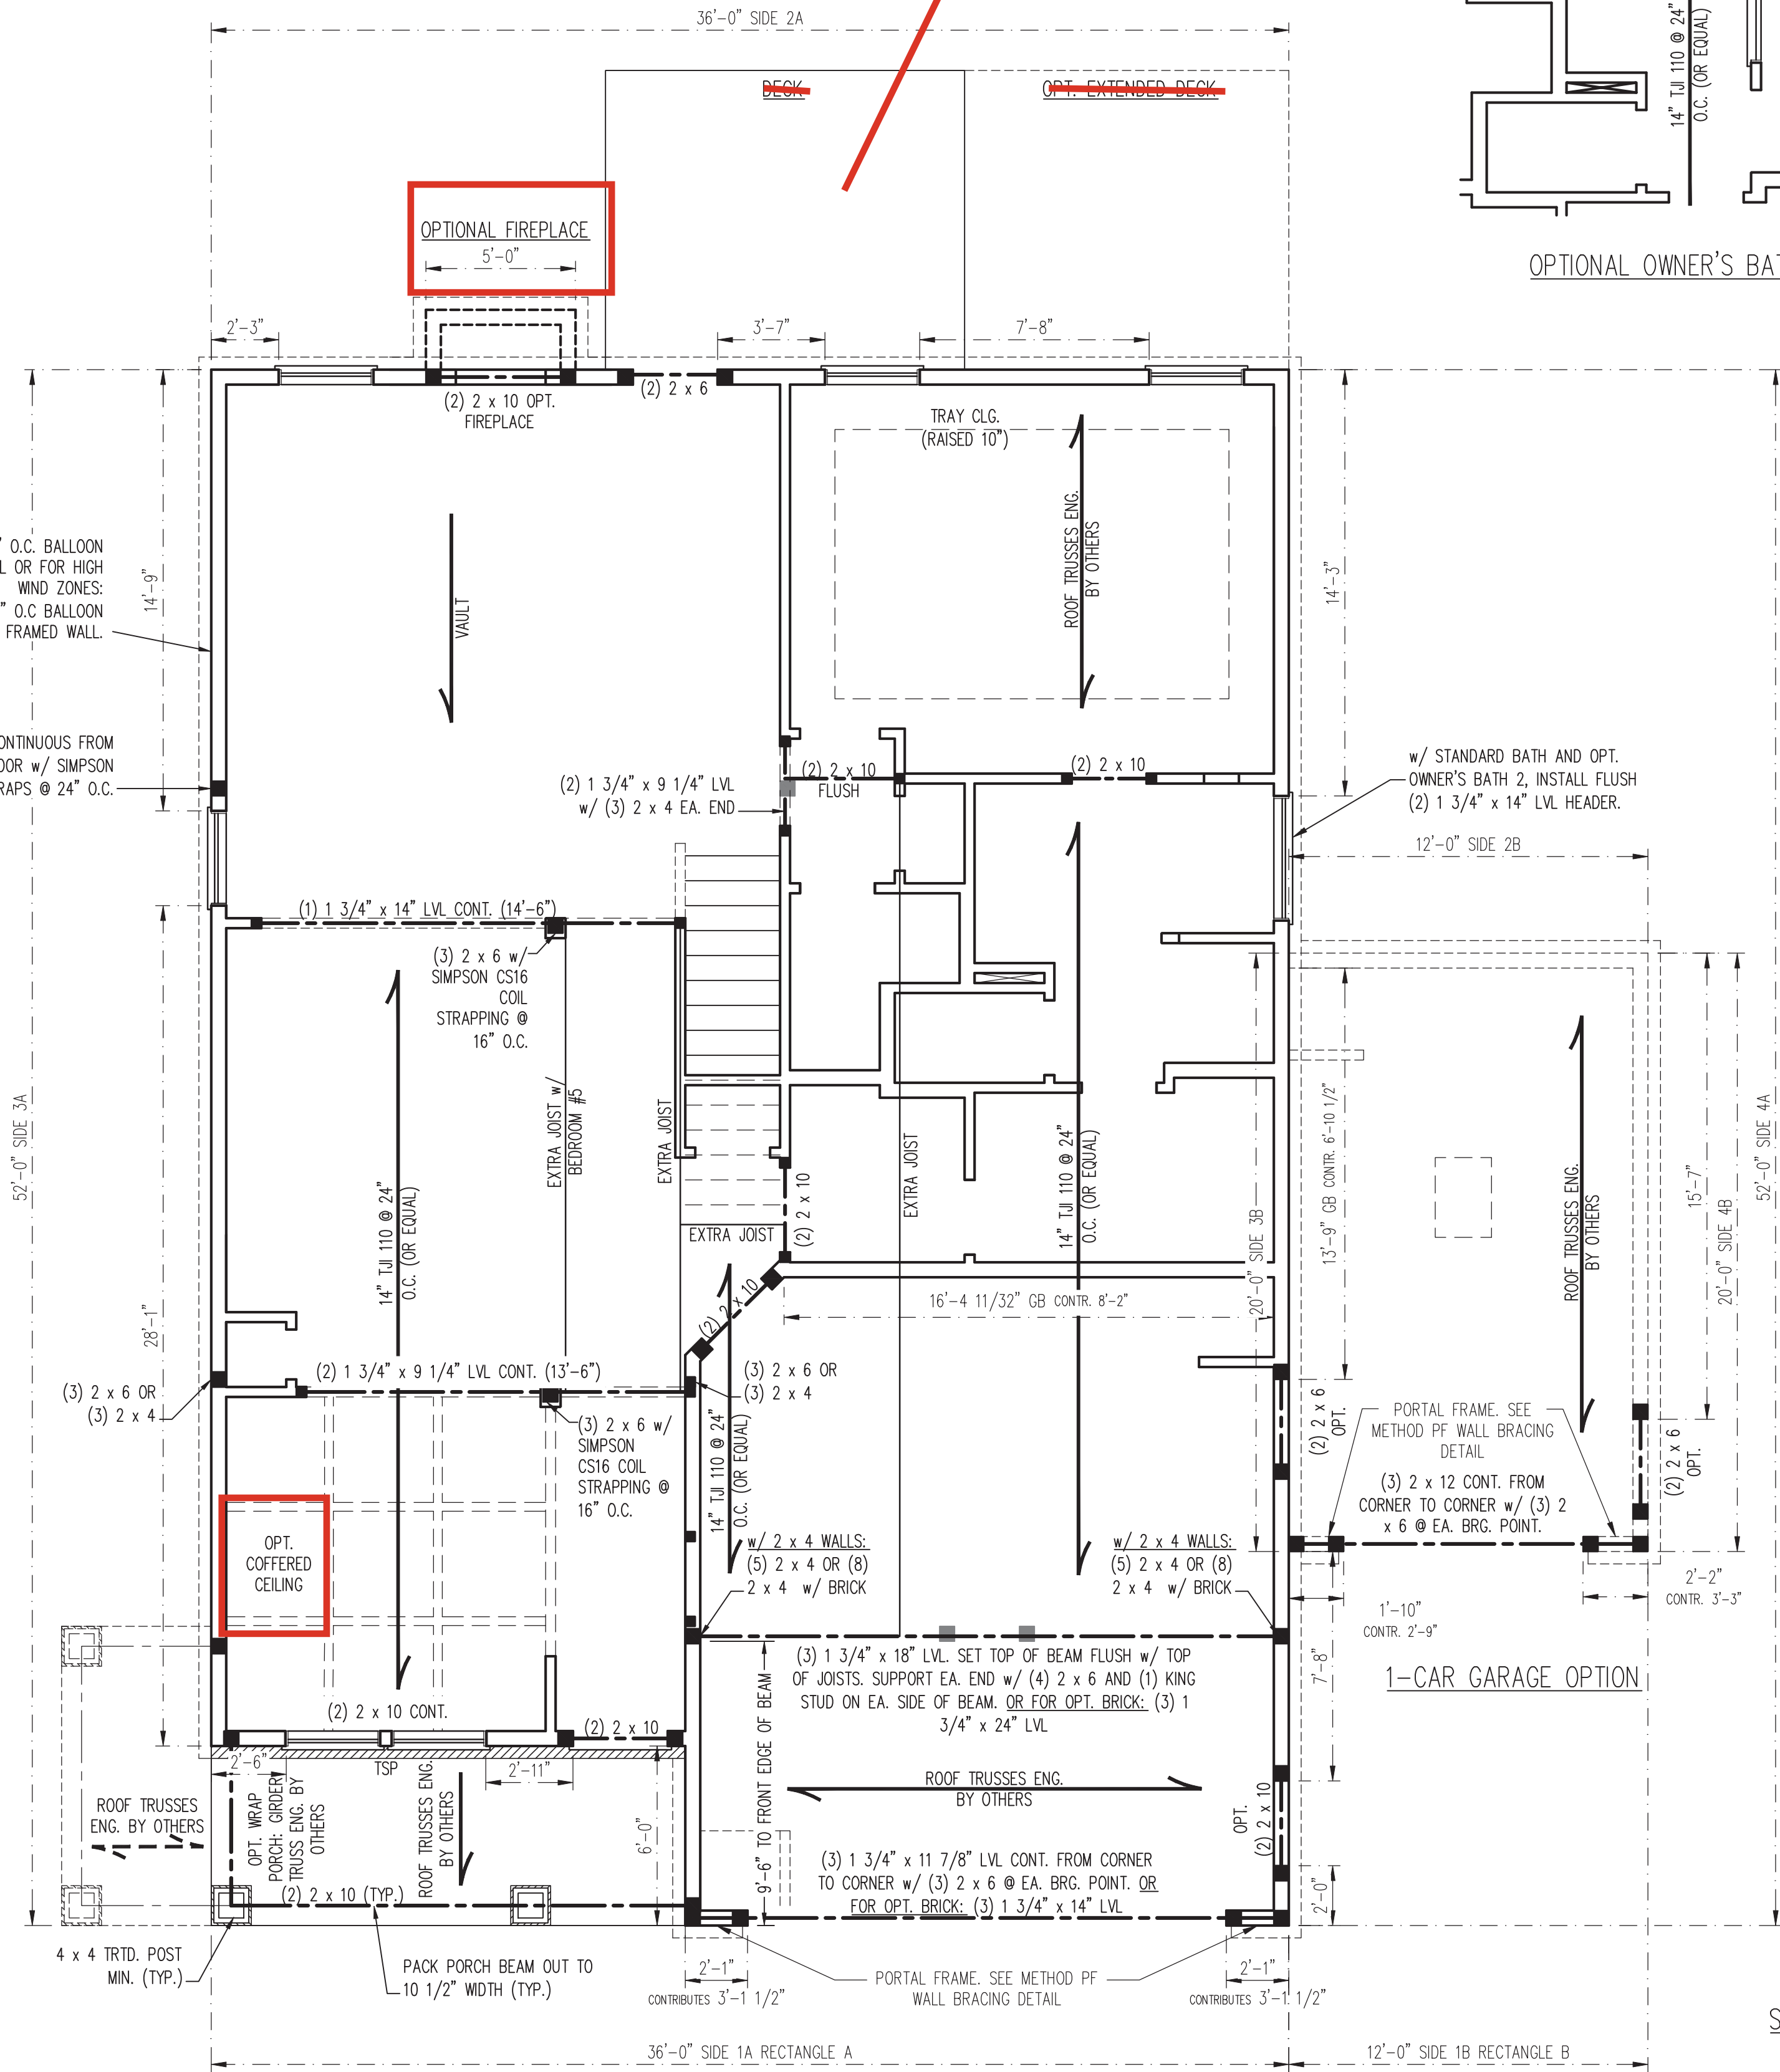 36'-0" SIDE 2A
DECK
OPT. EXTENDED DECK
14" TJI 110 @ 24"
O.C. (OR EQUAL)
OPTIONAL FIREPLACE
5'-0"
OPTIONAL OWNER'S BAT
2'-3"
3'-7"
7'-8"
(2) 2 x 10 OPT.
FIREPLACE
(2) 2 x 6
TRAY CLG.
(RAISED 10")
ROOF TRUSSES ENG.
BY OTHERS
VAULT
" O.C. BALLOON
L OR FOR HIGH
WIND ZONES:
" O.C BALLOON
FRAMED WALL.
14'-9"
14'-3"
ONTINUOUS FROM
OOR w/ SIMPSON
RAPS @ 24" O.C.
(2) 1 3/4" x 9 1/4" LVL
w/ (3) 2 x 4 EA. END
(2) 2 x 10
FLUSH
(2) 2 x 10
w/ STANDARD BATH AND OPT.
OWNER'S BATH 2, INSTALL FLUSH
(2) 1 3/4" x 14" LVL HEADER.
12'-0" SIDE 2B
(1) 1 3/4" x 14" LVL CONT. (14'-6")
(3) 2 x 6 w/
SIMPSON CS16
COIL
STRAPPING @
16" O.C.
52'-0" SIDE 3A
28'-1"
14" TJI 110 @ 24"
O.C. (OR EQUAL)
EXTRA JOIST w/
BEDROOM #5
EXTRA JOIST
EXTRA JOIST
(2) 2 x 10
EXTRA JOIST
14" TJI 110 @ 24"
O.C. (OR EQUAL)
20'-0" SIDE 3B
13'-9" GB CONTR. 6'-10 1/2"
ROOF TRUSSES ENG.
BY OTHERS
15'-7"
20'-0" SIDE 4B
52'-0" SIDE 4A
16'-4 11/32" GB CONTR. 8'-2"
(2) 2 x 10
(2) 1 3/4" x 9 1/4" LVL CONT. (13'-6")
(3) 2 x 6 OR
(3) 2 x 4
(3) 2 x 6 OR
(3) 2 x 4
(3) 2 x 6 w/
SIMPSON
CS16 COIL
STRAPPING @
16" O.C.
14" TJI 110 @ 24"
O.C. (OR EQUAL)
(2) 2 x 6
OPT.
PORTAL FRAME. SEE
METHOD PF WALL BRACING
DETAIL
(3) 2 x 12 CONT. FROM
CORNER TO CORNER w/ (3) 2
x 6 @ EA. BRG. POINT.
(2) 2 x 6
OPT.
OPT.
COFFERED
CEILING
w/ 2 x 4 WALLS:
(5) 2 x 4 OR (8)
2 x 4 w/ BRICK
w/ 2 x 4 WALLS:
(5) 2 x 4 OR (8)
2 x 4 w/ BRICK
2'-2"
CONTR. 3'-3"
1'-10"
CONTR. 2'-9"
7'-8"
1-CAR GARAGE OPTION
(3) 1 3/4" x 18" LVL. SET TOP OF BEAM FLUSH w/ TOP
OF JOISTS. SUPPORT EA. END w/ (4) 2 x 6 AND (1) KING
STUD ON EA. SIDE OF BEAM. OR FOR OPT. BRICK: (3) 1
3/4" x 24" LVL
(2) 2 x 10 CONT.
(2) 2 x 10
2'-6"
TSP
2'-11"
ROOF TRUSSES
ENG. BY OTHERS
OPT. WRAP
PORCH: GIRDER
TRUSS ENG. BY
OTHERS
ROOF TRUSSES ENG.
BY OTHERS
6'-0"
9'-6" TO FRONT EDGE OF BEAM
ROOF TRUSSES ENG.
BY OTHERS
OPT.
(2) 2 x 10
2'-0"
(3) 1 3/4" x 11 7/8" LVL CONT. FROM CORNER
TO CORNER w/ (3) 2 x 6 @ EA. BRG. POINT. OR
FOR OPT. BRICK: (3) 1 3/4" x 14" LVL
(2) 2 x 10 (TYP.)
4 x 4 TRTD. POST
MIN. (TYP.)
PACK PORCH BEAM OUT TO
10 1/2" WIDTH (TYP.)
2'-1"
CONTRIBUTES 3'-1 1/2"
PORTAL FRAME. SEE METHOD PF
WALL BRACING DETAIL
2'-1"
CONTRIBUTES 3'-1 1/2"
S
36'-0" SIDE 1A RECTANGLE A
12'-0" SIDE 1B RECTANGLE B